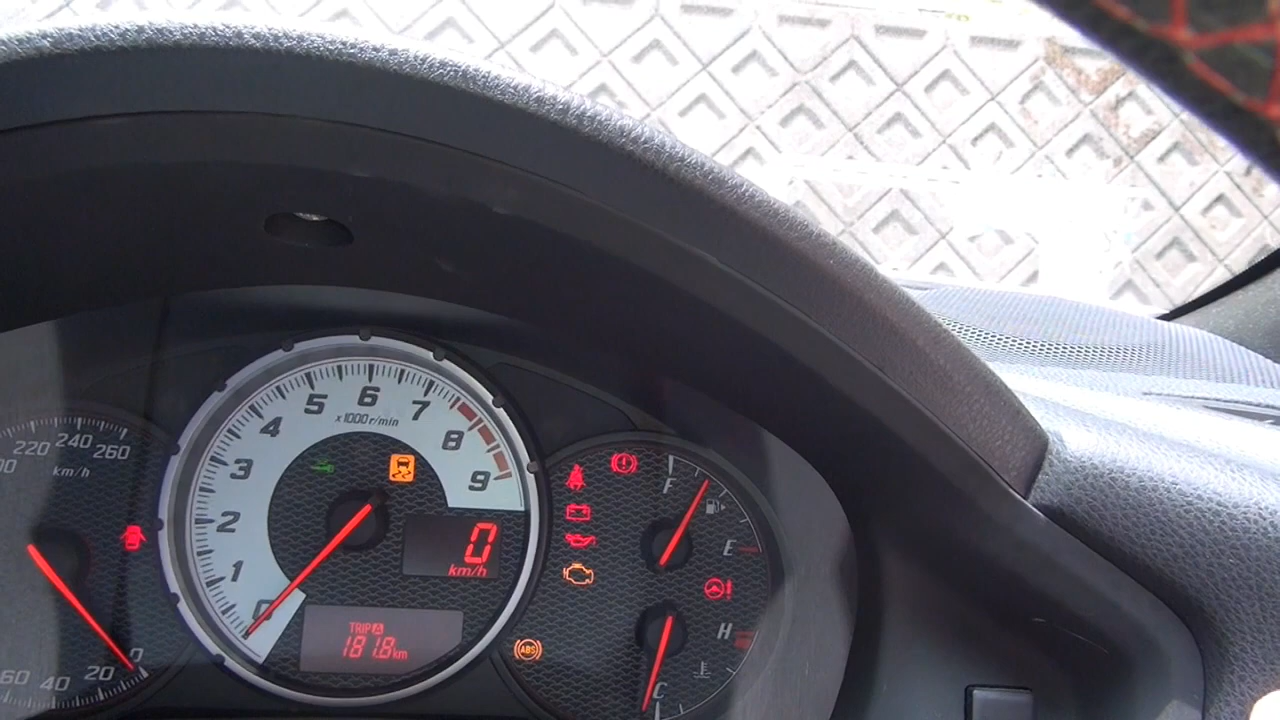 220 240 260
km/h
60 40 20 0
0 1 2 3 4 5 6 7 8 9
x1000r/min
0
km/h
TRIP A
181.8km
ABS
F
E
H
C